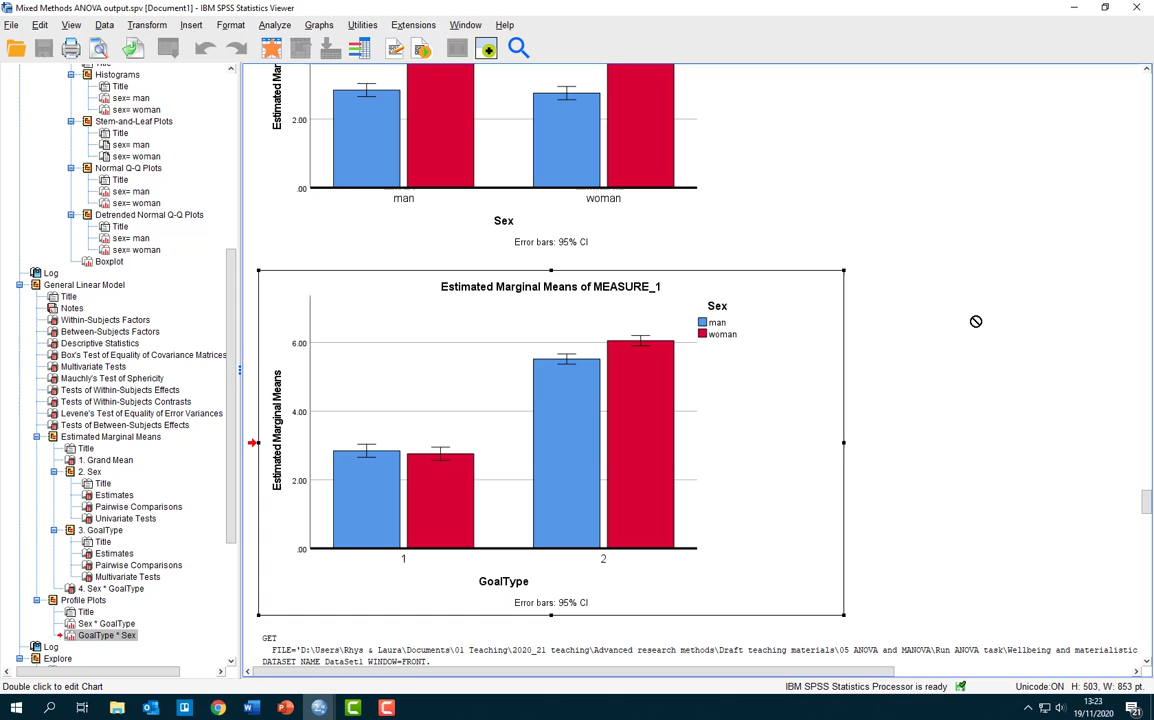 Mixed Methods ANOVA output.spv [Document1] - IBM SPSS Statistics Viewer
File Edit View Data Transform Insert Format Analyze Graphs Utilities Extensions Window Help
Histograms
Title
sex= man
sex= woman
Stem-and-Leaf Plots
Title
sex= man
sex= woman
Normal Q-Q Plots
Title
sex= man
sex= woman
Detrended Normal Q-Q Plots
Title
sex= man
sex= woman
Boxplot
Log
General Linear Model
Title
Notes
Within-Subjects Factors
Between-Subjects Factors
Descriptive Statistics
Box's Test of Equality of Covariance Matrices
Multivariate Tests
Mauchly's Test of Sphericity
Tests of Within-Subjects Effects
Tests of Within-Subjects Contrasts
Levene's Test of Equality of Error Variances
Tests of Between-Subjects Effects
Estimated Marginal Means
Title
1. Grand Mean
2. Sex
Title
Estimates
Pairwise Comparisons
Univariate Tests
3. GoalType
Title
Estimates
Pairwise Comparisons
Multivariate Tests
4. Sex * GoalType
Profile Plots
Title
Sex * GoalType
GoalType * Sex
Log
Explore
Estimated Mar
2.00
.00
man woman
Sex
Error bars: 95% CI
Estimated Marginal Means of MEASURE_1
Sex
man
woman
Estimated Marginal Means
6.00
4.00
2.00
.00
1 2
GoalType
Error bars: 95% CI
GET
FILE='D:\Users\Rhys & Laura\Documents\01 Teaching\2020_21 teaching\Advanced research methods\Draft teaching materials\05 ANOVA and MANOVA\Run ANOVA task\Wellbeing and materialistic
DATASET NAME DataSet1 WINDOW=FRONT.
Double click to edit Chart
IBM SPSS Statistics Processor is ready
Unicode:ON H: 503, W: 853 pt.
13:23
19/11/2020
21